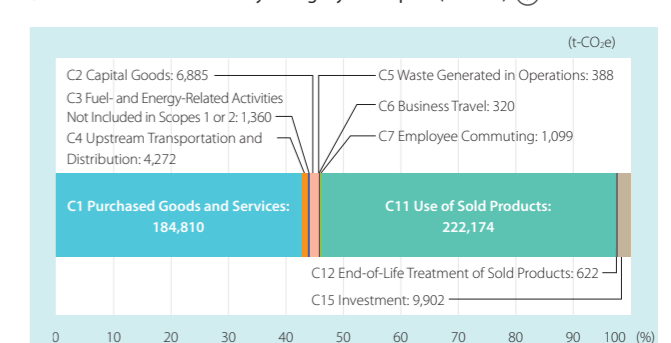 (t-CO₂e)
C2 Capital Goods: 6,885
C3 Fuel- and Energy-Related Activities
Not Included in Scopes 1 or 2: 1,360
C4 Upstream Transportation and
Distribution: 4,272
C5 Waste Generated in Operations: 388
C6 Business Travel: 320
C7 Employee Commuting: 1,099
C1 Purchased Goods and Services:
184,810
C11 Use of Sold Products:
222,174
C12 End-of-Life Treatment of Sold Products: 622
C15 Investment: 9,902
0 10 20 30 40 50 60 70 80 90 100 (%)